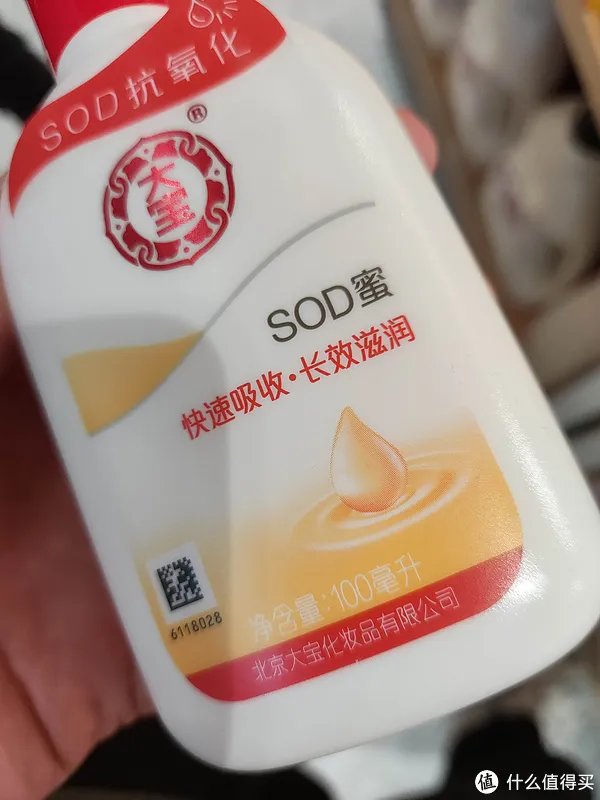 SOD抗氧化
®
大宝
SOD蜜
快速吸收·长效滋润
6118028
净含量:100毫升
北京大宝化妆品有限公司
值 什么值得买